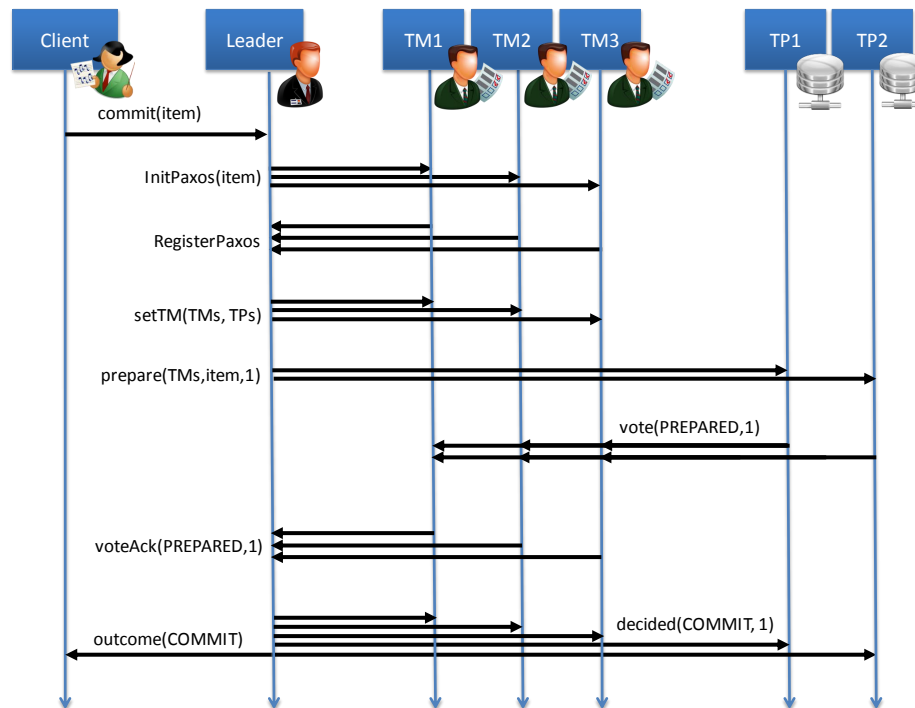 Client Leader TM1 TM2 TM3 TP1 TP2
commit(item)
InitPaxos(item)
RegisterPaxos
setTM(TMs, TPs)
prepare(TMs,item,1)
vote(PREPARED,1)
voteAck(PREPARED,1)
decided(COMMIT, 1)
outcome(COMMIT)